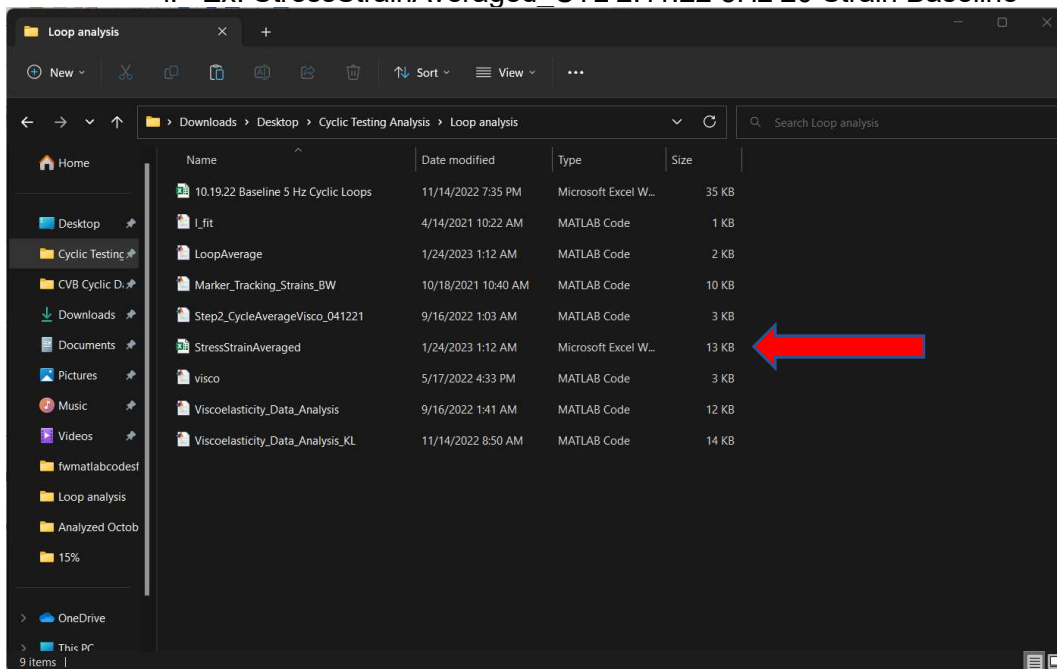 Loop analysis
New
Sort
View
Downloads > Desktop > Cyclic Testing Analysis > Loop analysis
Search Loop analysis
Home
Desktop
Cyclic Testing
CVB Cyclic D
Downloads
Documents
Pictures
Music
Videos
fwmatlabcodesf
Loop analysis
Analyzed Octob
15%
OneDrive
This PC
Name Date modified Type Size
10.19.22 Baseline 5 Hz Cyclic Loops 11/14/2022 7:35 PM Microsoft Excel W... 35 KB
I_fit 4/14/2021 10:22 AM MATLAB Code 1 KB
LoopAverage 1/24/2023 1:12 AM MATLAB Code 2 KB
Marker_Tracking_Strains_BW 10/18/2021 10:40 AM MATLAB Code 10 KB
Step2_CycleAverageVisco_041221 9/16/2022 1:03 AM MATLAB Code 3 KB
StressStrainAveraged 1/24/2023 1:12 AM Microsoft Excel W... 13 KB
visco 5/17/2022 4:33 PM MATLAB Code 3 KB
Viscoelasticity_Data_Analysis 9/16/2022 1:41 AM MATLAB Code 12 KB
Viscoelasticity_Data_Analysis_KL 11/14/2022 8:50 AM MATLAB Code 14 KB
9 items